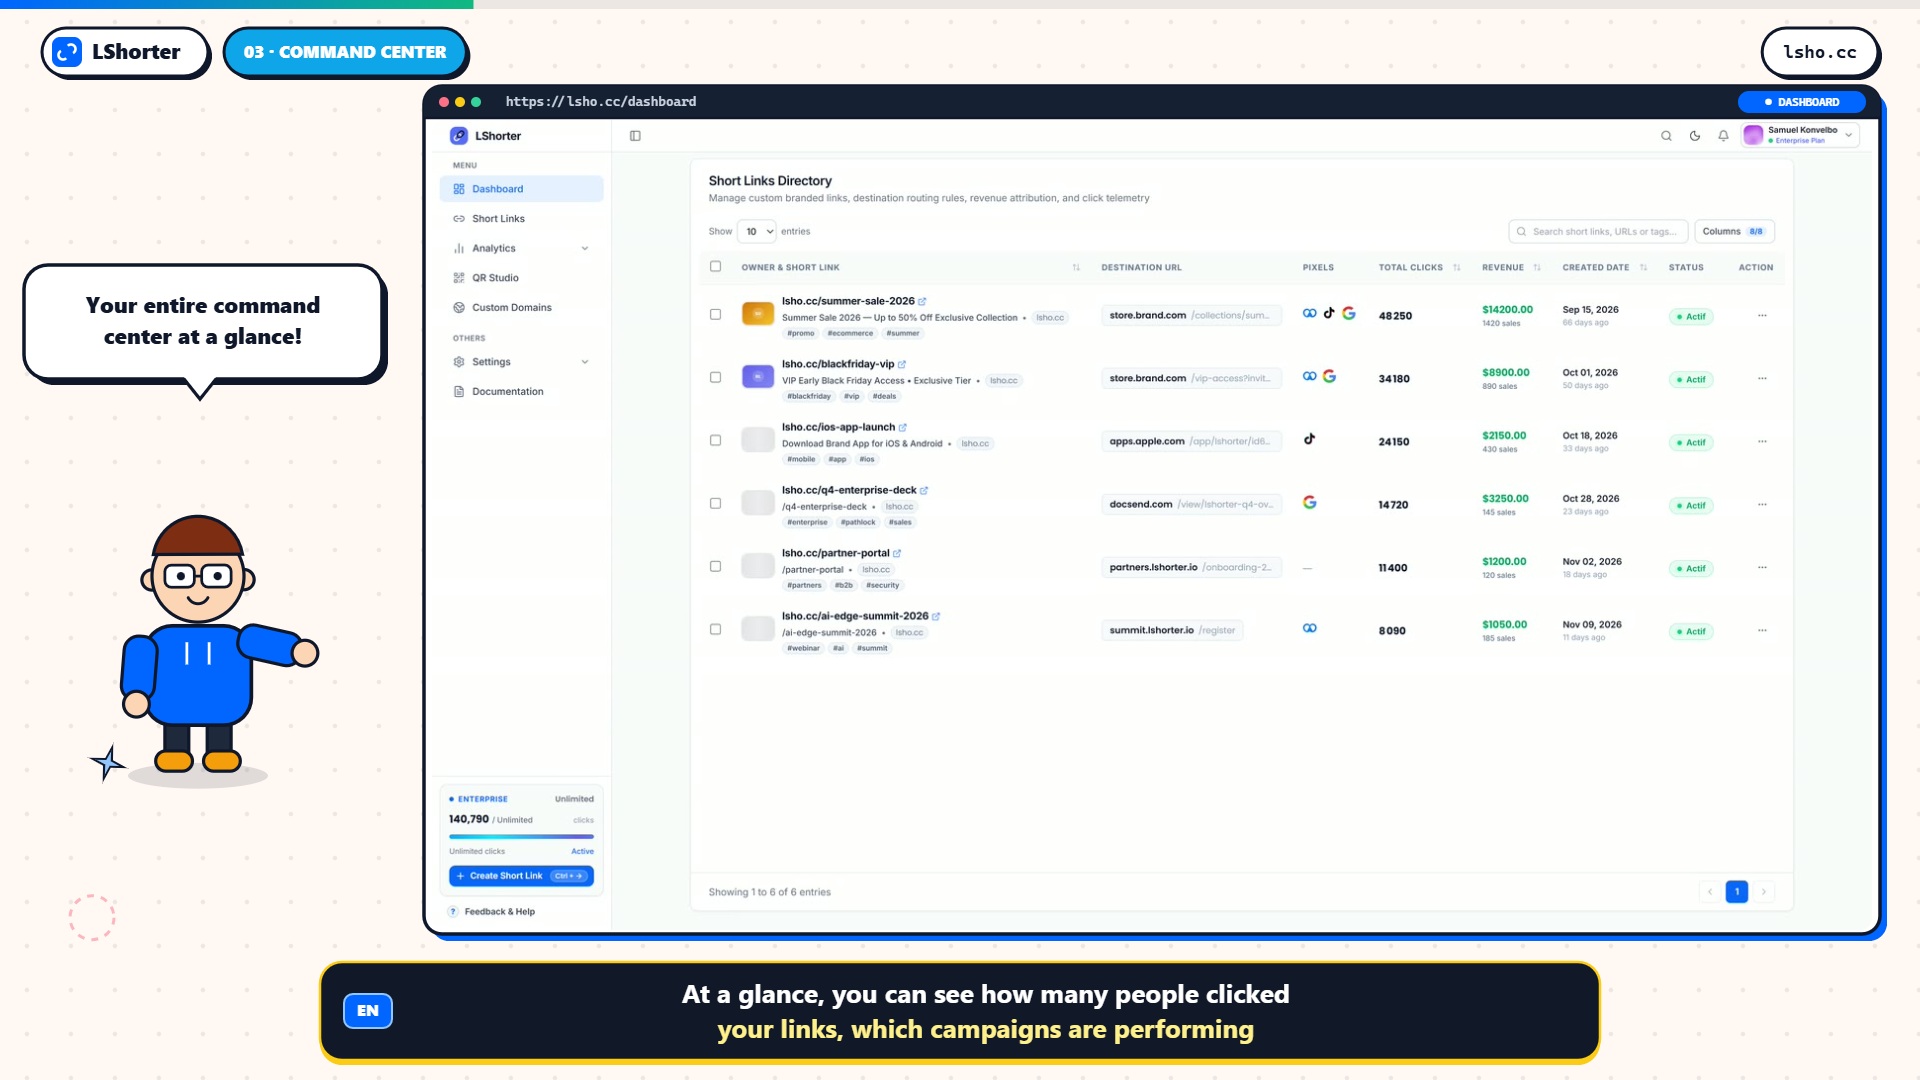 LShorter
03 · COMMAND CENTER
lsho.cc
https://lsho.cc/dashboard
DASHBOARD
LShorter
Samuel Konvelbo
Enterprise Plan
MENU
Dashboard
Short Links
Analytics
QR Studio
Custom Domains
OTHERS
Settings
Documentation
ENTERPRISE Unlimited
140,790 / Unlimited clicks
Unlimited clicks Active
+ Create Short Link Ctrl + →
? Feedback & Help
Your entire command
center at a glance!
Short Links Directory
Manage custom branded links, destination routing rules, revenue attribution, and click telemetry
Show 10 entries
Search short links, URLs or tags...
Columns 8/8
OWNER & SHORT LINK DESTINATION URL PIXELS TOTAL CLICKS REVENUE CREATED DATE STATUS ACTION
lsho.cc/summer-sale-2026
Summer Sale 2026 — Up to 50% Off Exclusive Collection • lsho.cc
#promo #ecommerce #summer
store.brand.com /collections/sum...
48250
$14200.00
1420 sales
Sep 15, 2026
66 days ago
Actif
...
lsho.cc/blackfriday-vip
VIP Early Black Friday Access • Exclusive Tier • lsho.cc
#blackfriday #vip #deals
store.brand.com /vip-access?invit...
34180
$8900.00
890 sales
Oct 01, 2026
50 days ago
Actif
...
lsho.cc/ios-app-launch
Download Brand App for iOS & Android • lsho.cc
#mobile #app #ios
apps.apple.com /app/lshorter/id6...
24150
$2150.00
430 sales
Oct 18, 2026
33 days ago
Actif
...
lsho.cc/q4-enterprise-deck
/q4-enterprise-deck • lsho.cc
#enterprise #pathlock #sales
docsend.com /view/lshorter-q4-ov...
14720
$3250.00
145 sales
Oct 28, 2026
23 days ago
Actif
...
lsho.cc/partner-portal
/partner-portal • lsho.cc
#partners #b2b #security
partners.lshorter.io /onboarding-2...
—
11400
$1200.00
120 sales
Nov 02, 2026
18 days ago
Actif
...
lsho.cc/ai-edge-summit-2026
/ai-edge-summit-2026 • lsho.cc
#webinar #ai #summit
summit.lshorter.io /register
8090
$1050.00
185 sales
Nov 09, 2026
11 days ago
Actif
...
Showing 1 to 6 of 6 entries
1
EN
At a glance, you can see how many people clicked
your links, which campaigns are performing